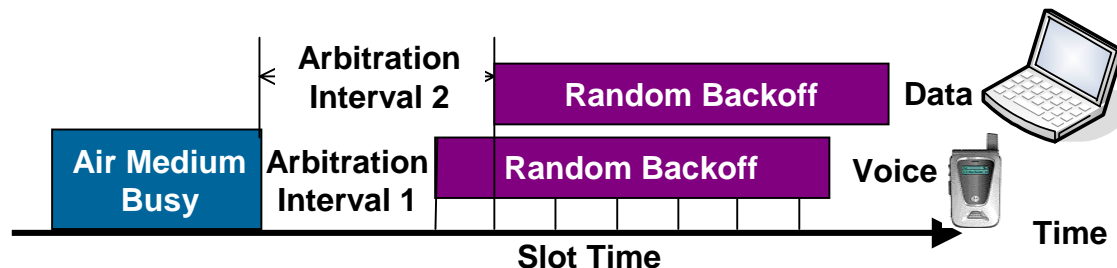 Arbitration
Interval 2
Random Backoff
Data
Air Medium
Busy
Arbitration
Interval 1
Random Backoff
Voice
Slot Time
Time